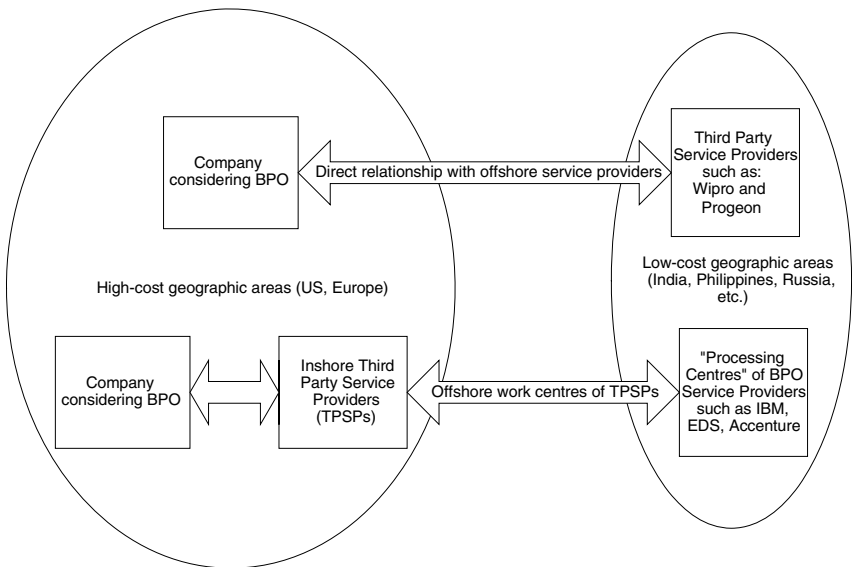 Company
considering BPO
Direct relationship with offshore service providers
Third Party
Service Providers
such as:
Wipro and
Progeon
High-cost geographic areas (US, Europe)
Low-cost geographic areas
(India, Philippines, Russia,
etc.)
Company
considering BPO
Inshore Third
Party Service
Providers
(TPSPs)
Offshore work centres of TPSPs
"Processing
Centres" of BPO
Service Providers
such as IBM,
EDS, Accenture